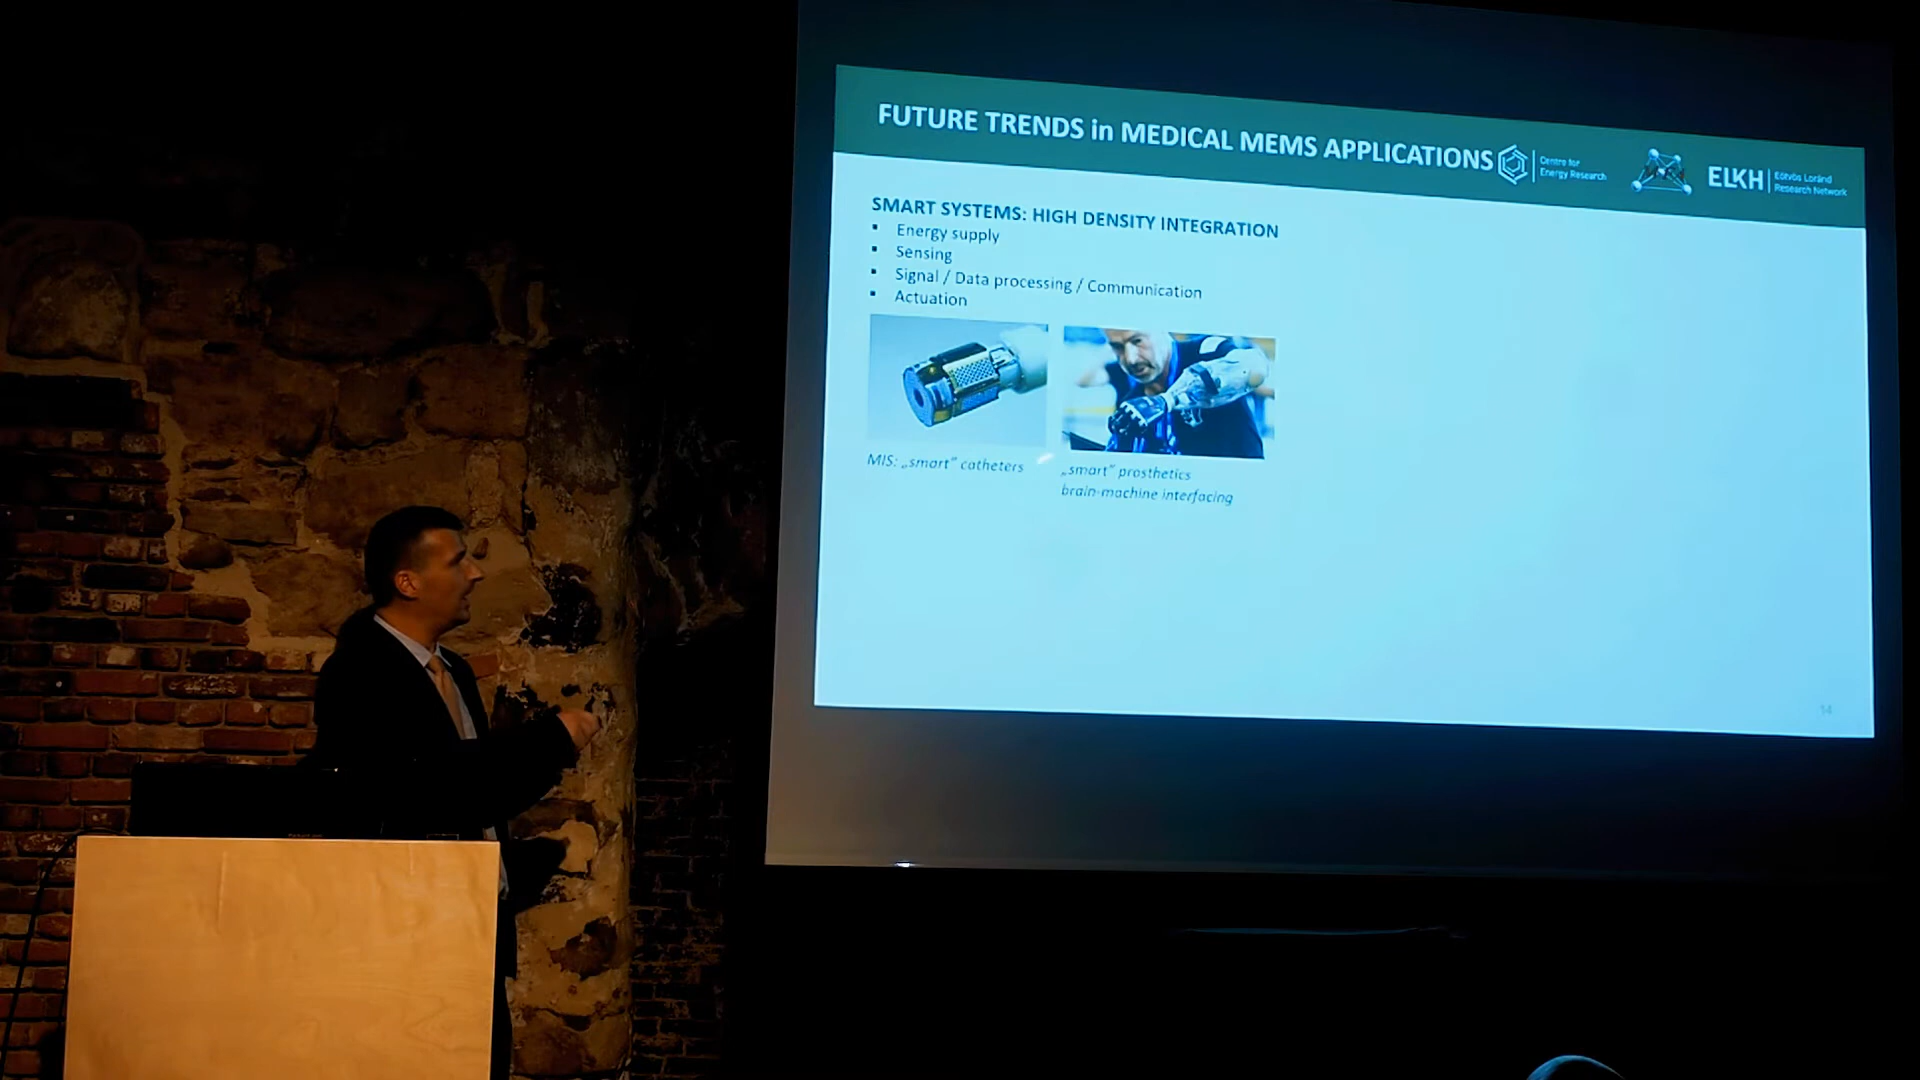 FUTURE TRENDS in MEDICAL MEMS APPLICATIONS
Centre for
Energy Research
ELKH
Eötvös Loránd
Research Network
SMART SYSTEMS: HIGH DENSITY INTEGRATION
▪ Energy supply
▪ Sensing
▪ Signal / Data processing / Communication
▪ Actuation
MIS: „smart” catheters
„smart” prosthetics
brain-machine interfacing
14